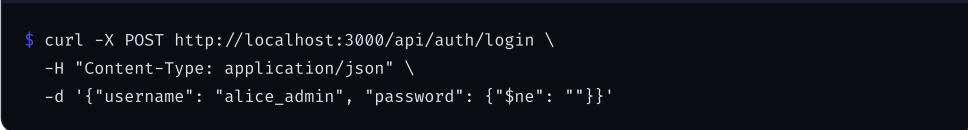 $ curl -X POST http://localhost:3000/api/auth/login \
-H "Content-Type: application/json" \
-d '{"username": "alice_admin", "password": {"$ne": ""}}'